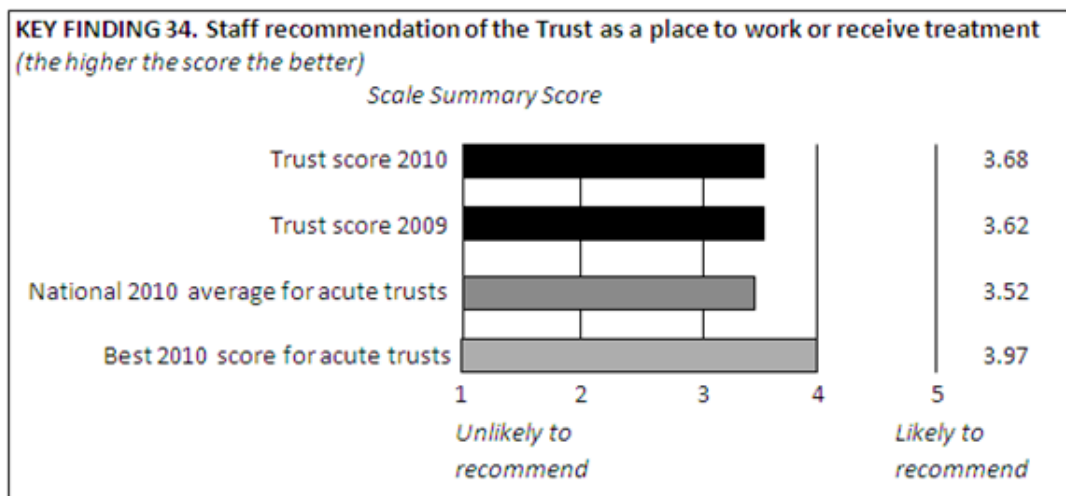 KEY FINDING 34. Staff recommendation of the Trust as a place to work or receive treatment
(the higher the score the better)
Scale Summary Score
Trust score 2010 3.68
Trust score 2009 3.62
National 2010 average for acute trusts 3.52
Best 2010 score for acute trusts 3.97
1 2 3 4 5
Unlikely to Likely to
recommend recommend